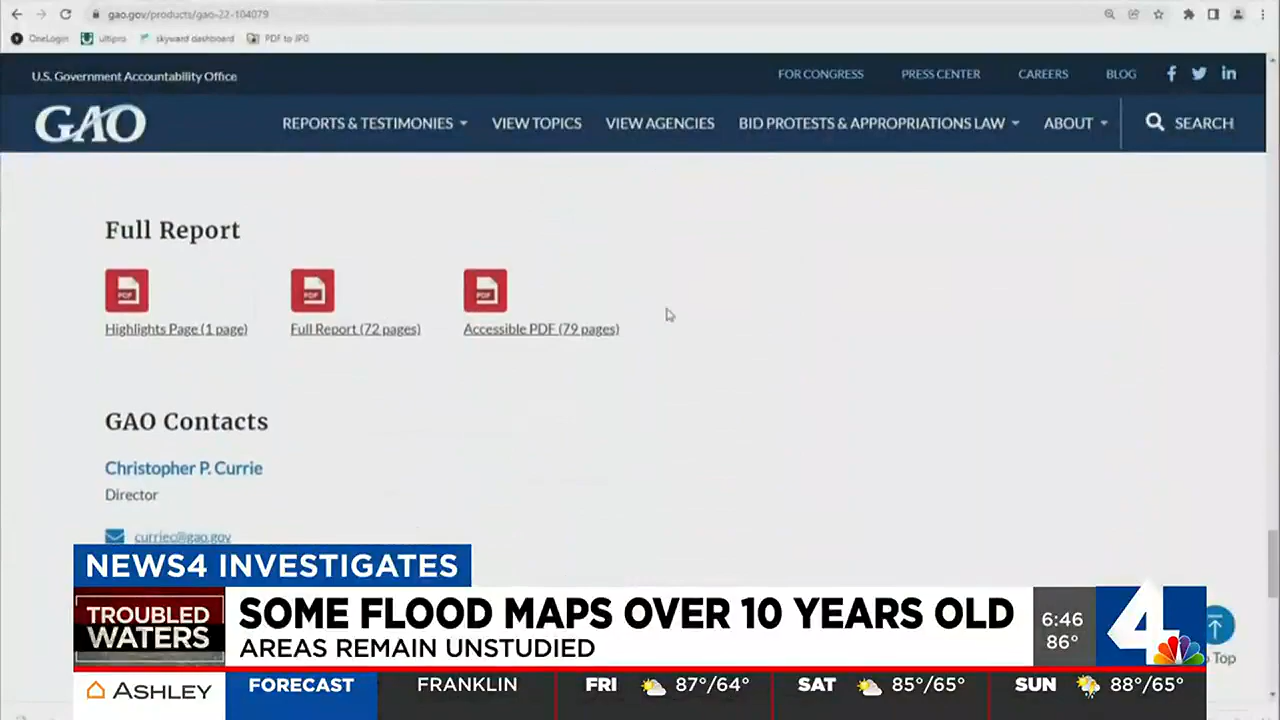 gao.gov/products/gao-22-104079
OneLogin ultipro skyward dashboard PDF to JPG
U.S. Government Accountability Office
FOR CONGRESS PRESS CENTER CAREERS BLOG
GAO
REPORTS & TESTIMONIES VIEW TOPICS VIEW AGENCIES BID PROTESTS & APPROPRIATIONS LAW ABOUT SEARCH
Full Report
PDF PDF PDF
Highlights Page (1 page) Full Report (72 pages) Accessible PDF (79 pages)
GAO Contacts
Christopher P. Currie
Director
curriec@gao.gov
NEWS4 INVESTIGATES
TROUBLED
WATERS
SOME FLOOD MAPS OVER 10 YEARS OLD
AREAS REMAIN UNSTUDIED
6:46
86°
4
Top
ASHLEY FORECAST FRANKLIN FRI 87°/64° SAT 85°/65° SUN 88°/65°